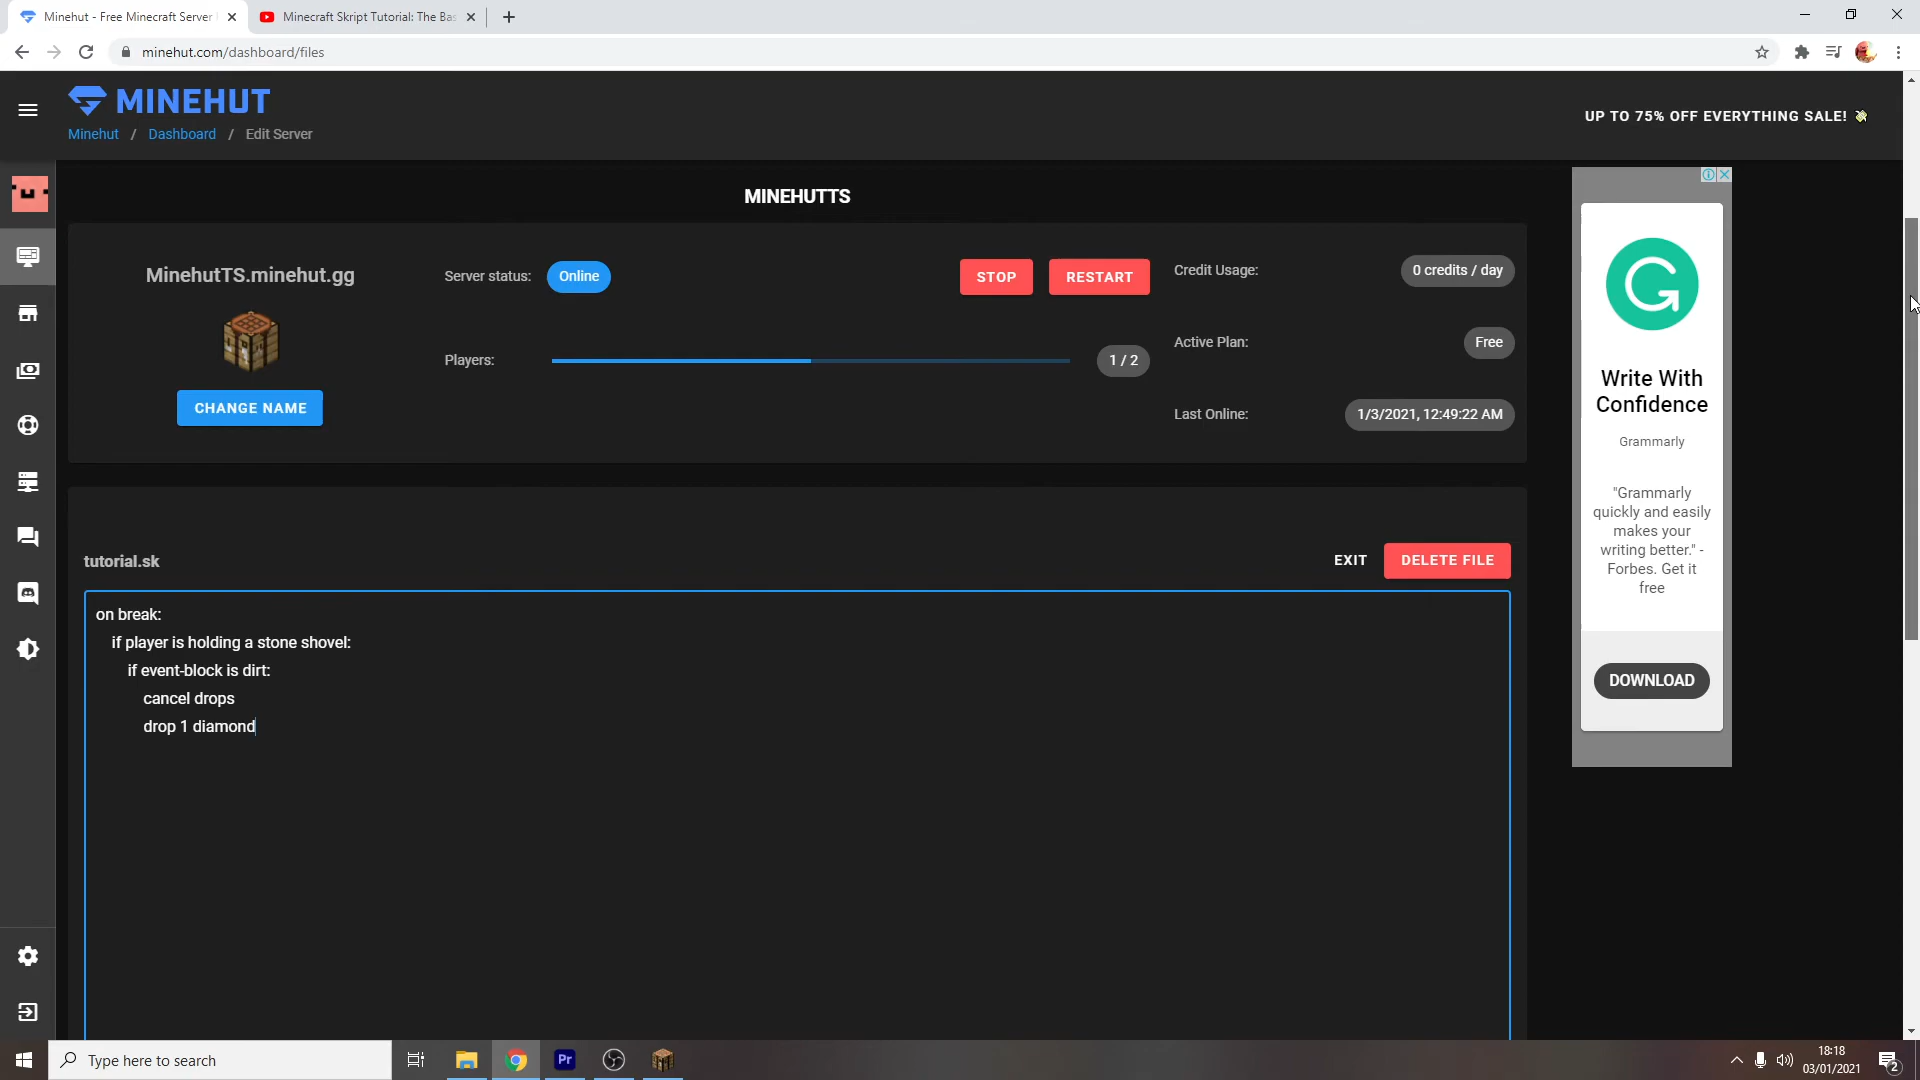 Minehut - Free Minecraft Server
Minecraft Skript Tutorial: The Bas
minehut.com/dashboard/files
MINEHUT
Minehut / Dashboard / Edit Server
UP TO 75% OFF EVERYTHING SALE!
MINEHUTTS
MinehutTS.minehut.gg
Server status: Online
STOP
RESTART
Credit Usage: 0 credits / day
Players: 1 / 2
Active Plan: Free
CHANGE NAME
Last Online: 1/3/2021, 12:49:22 AM
tutorial.sk
EXIT
DELETE FILE
on break:
if player is holding a stone shovel:
if event-block is dirt:
cancel drops
drop 1 diamond
Write With
Confidence
Grammarly
"Grammarly
quickly and easily
makes your
writing better." -
Forbes. Get it
free
DOWNLOAD
Type here to search
Pr
18:18
03/01/2021
2